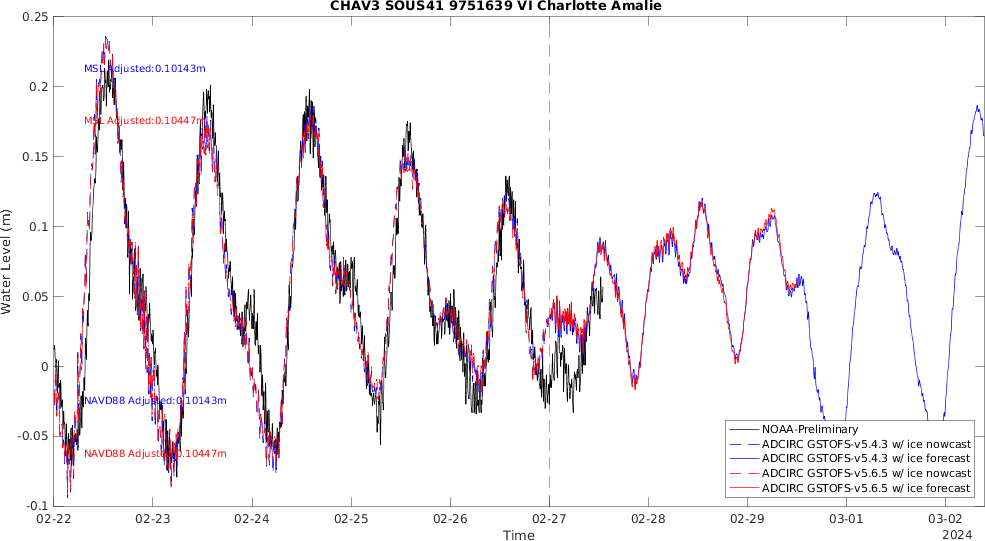 CHAV3 SOUS41 9751639 VI Charlotte Amalie
0.25
0.2
0.15
0.1
0.05
0
-0.05
-0.1
Water Level (m)
MSL Adjusted:0.10143m
MSL Adjusted:0.10447m
NAVD88 Adjusted:0.10143m
NAVD88 Adjusted:0.10447m
NOAA-Preliminary
ADCIRC GSTOFS-v5.4.3 w/ ice nowcast
ADCIRC GSTOFS-v5.4.3 w/ ice forecast
ADCIRC GSTOFS-v5.6.5 w/ ice nowcast
ADCIRC GSTOFS-v5.6.5 w/ ice forecast
02-22 02-23 02-24 02-25 02-26 02-27 02-28 02-29 03-01 03-02
Time
2024